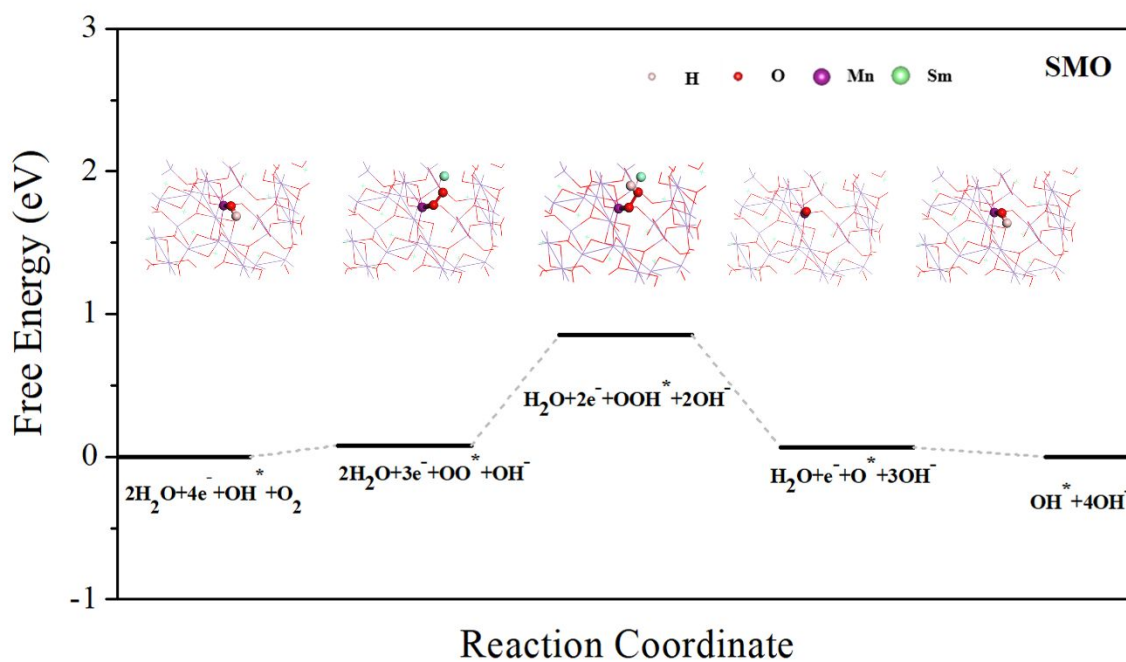 3
SMO
H O Mn Sm
2
1
0
-1
Free Energy (eV)
2H₂O+4e⁻+OH*+O₂
2H₂O+3e⁻+OO*+OH⁻
H₂O+2e⁻+OOH*+2OH⁻
H₂O+e⁻+O*+3OH⁻
OH*+4OH⁻
Reaction Coordinate